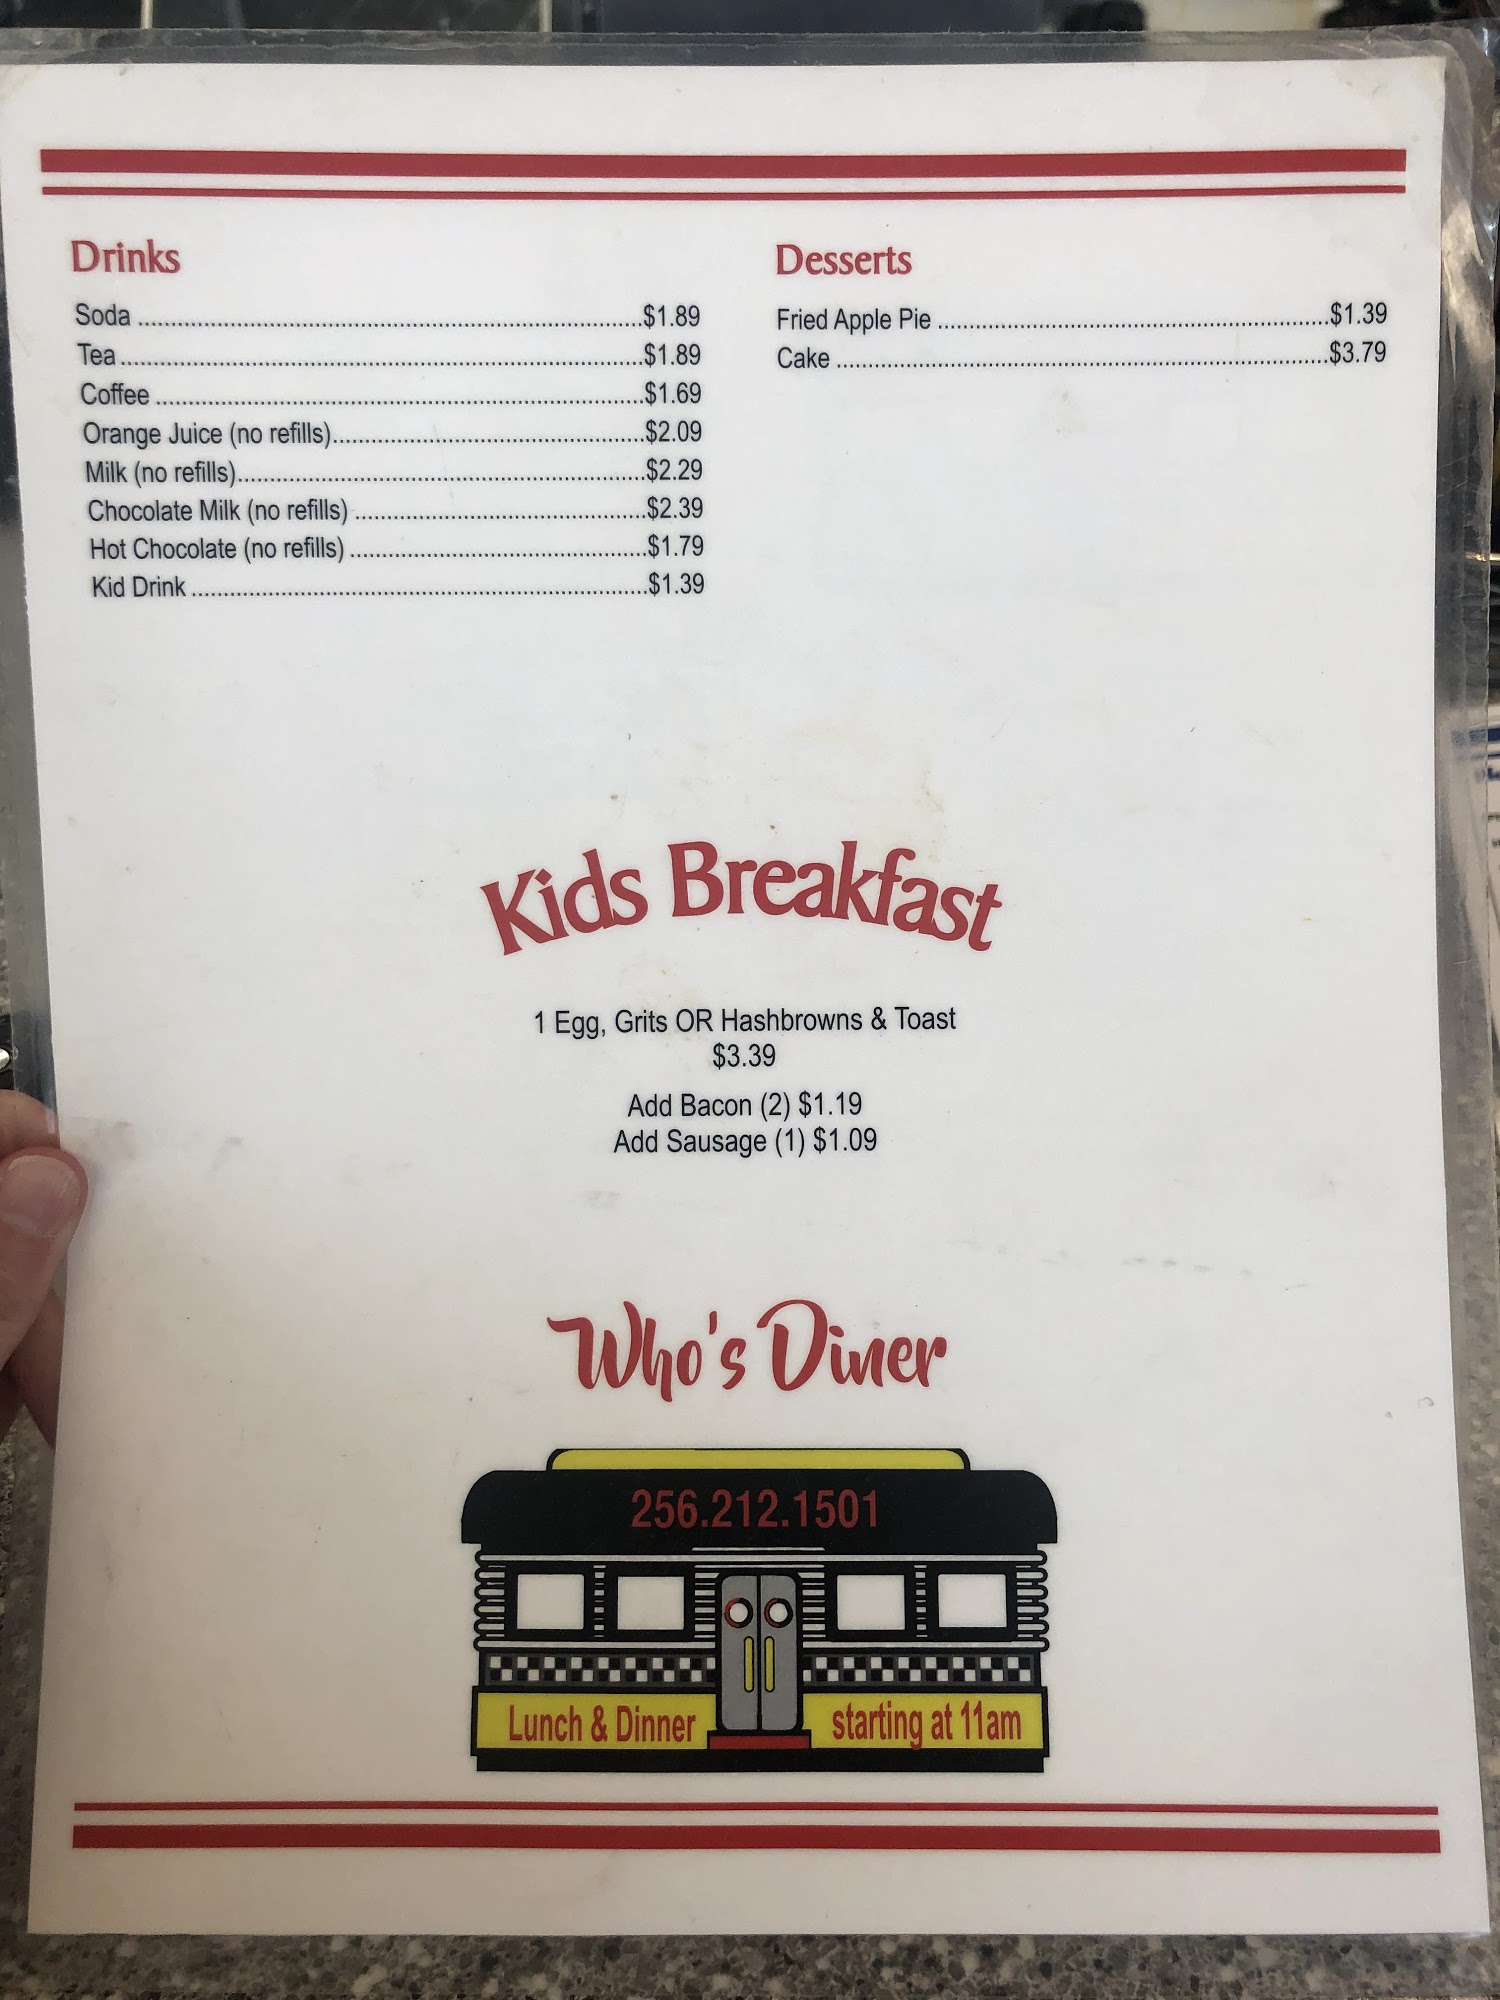 Drinks
Soda ........................................................................................$1.89
Tea ...........................................................................................$1.89
Coffee .....................................................................................$1.69
Orange Juice (no refills)......................................................$2.09
Milk (no refills).......................................................................$2.29
Chocolate Milk (no refills) ...................................................$2.39
Hot Chocolate (no refills) ....................................................$1.79
Kid Drink ................................................................................$1.39
Desserts
Fried Apple Pie ....................................................................$1.39
Cake ......................................................................................$3.79
Kids Breakfast
1 Egg, Grits OR Hashbrowns & Toast
$3.39
Add Bacon (2) $1.19
Add Sausage (1) $1.09
Who's Diner
256.212.1501
Lunch & Dinner starting at 11am